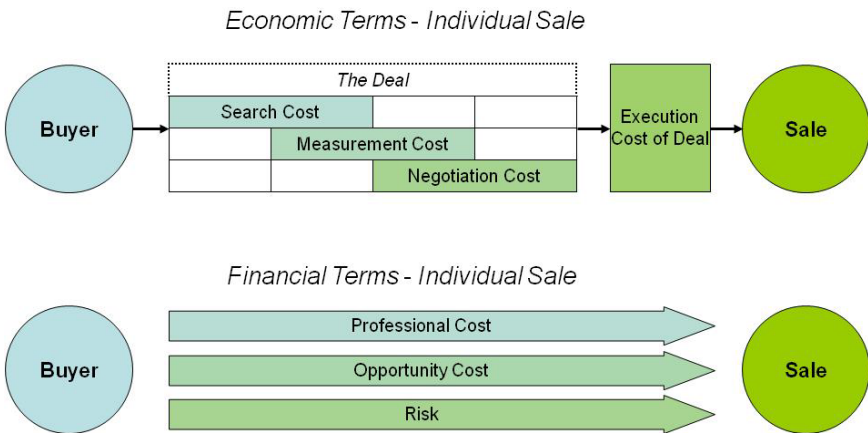 Economic Terms - Individual Sale
The Deal
Buyer
Search Cost
Measurement Cost
Negotiation Cost
Execution
Cost of Deal
Sale
Financial Terms - Individual Sale
Buyer
Professional Cost
Opportunity Cost
Risk
Sale